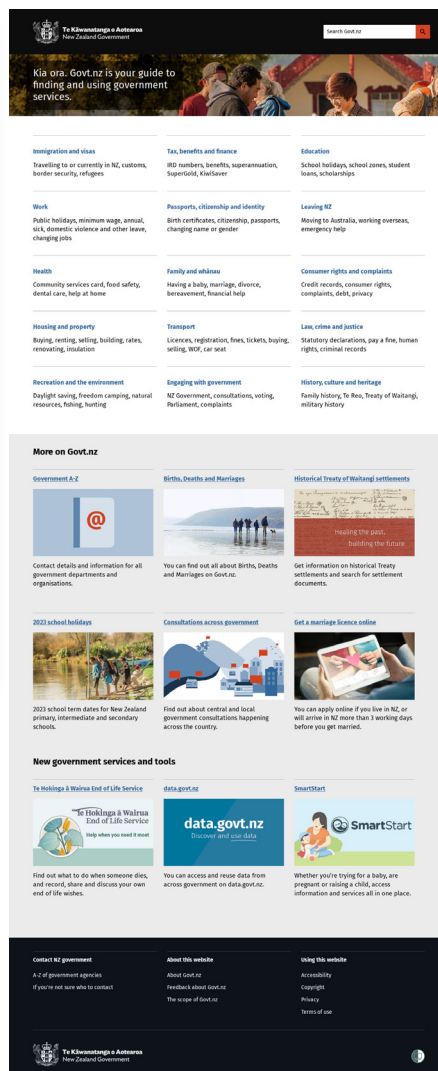 Te Kāwanatanga o Aotearoa
New Zealand Government
Search Govt.nz
Kia ora. Govt.nz is your guide to
finding and using government
services.
Immigration and visas
Travelling to or currently in NZ, customs,
border security, refugees
Tax, benefits and finance
IRD numbers, benefits, superannuation,
SuperGold, KiwiSaver
Education
School holidays, school zones, student
loans, scholarships
Work
Public holidays, minimum wage, annual,
sick, domestic violence and other leave,
changing jobs
Passports, citizenship and identity
Birth certificates, citizenship, passports,
changing name or gender
Leaving NZ
Moving to Australia, working overseas,
emergency help
Health
Community services card, food safety,
dental care, help at home
Family and whānau
Having a baby, marriage, divorce,
bereavement, financial help
Consumer rights and complaints
Credit records, consumer rights,
complaints, debt, privacy
Housing and property
Buying, renting, selling, building, rates,
renovating, insulation
Transport
Licences, registration, fines, tickets, buying,
selling, WOF, car seat
Law, crime and justice
Statutory declarations, pay a fine, human
rights, criminal records
Recreation and the environment
Daylight saving, freedom camping, natural
resources, fishing, hunting
Engaging with government
NZ Government, consultations, voting,
Parliament, complaints
History, culture and heritage
Family history, Te Reo, Treaty of Waitangi,
military history
More on Govt.nz
Government A-Z
@
Contact details and information for all
government departments and
organisations.
Births, Deaths and Marriages
You can find out all about Births, Deaths
and Marriages on Govt.nz.
Historical Treaty of Waitangi settlements
Healing the past,
building the future
Get information on historical Treaty
settlements and search for settlement
documents.
2023 school holidays
2023 school term dates for New Zealand
primary, intermediate and secondary
schools.
Consultations across government
Find out about central and local
government consultations happening
across the country.
Get a marriage licence online
You can apply online if you live in NZ, or
will arrive in NZ more than 3 working days
before you get married.
New government services and tools
Te Hokinga ā Wairua End of Life Service
Te Hokinga ā Wairua
End of Life Service
Help when you need it most
Find out what to do when someone dies,
and record, share and discuss your own
end of life wishes.
data.govt.nz
data.govt.nz
Discover and use data
You can access and reuse data from
across government on data.govt.nz.
SmartStart
SmartStart
Whether you're trying for a baby, are
pregnant or raising a child, access
information and services all in one place.
Contact NZ government
A-Z of government agencies
If you're not sure who to contact
About this website
About Govt.nz
Feedback about Govt.nz
The scope of Govt.nz
Using this website
Accessibility
Copyright
Privacy
Terms of use
Te Kāwanatanga o Aotearoa
New Zealand Government